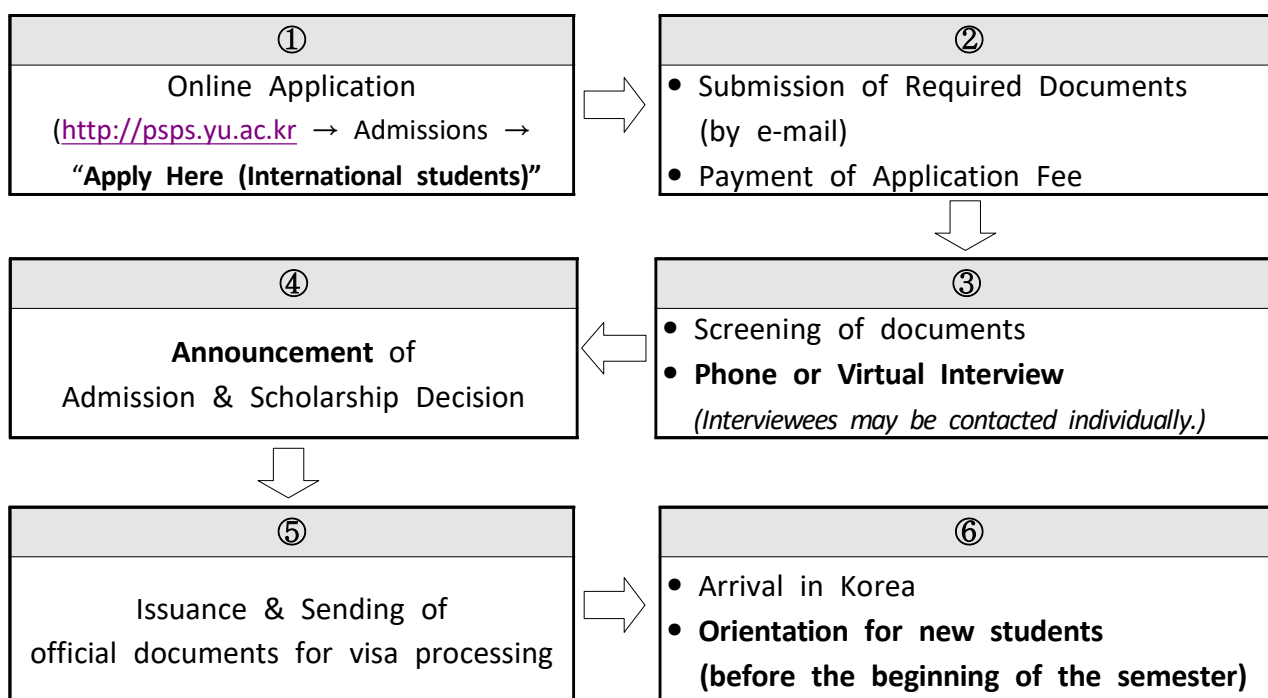 ①
Online Application
(http://psps.yu.ac.kr → Admissions →
“Apply Here (International students)”
②
• Submission of Required Documents
(by e-mail)
• Payment of Application Fee
③
• Screening of documents
• Phone or Virtual Interview
(Interviewees may be contacted individually.)
④
Announcement of
Admission & Scholarship Decision
⑤
Issuance & Sending of
official documents for visa processing
⑥
• Arrival in Korea
• Orientation for new students
(before the beginning of the semester)